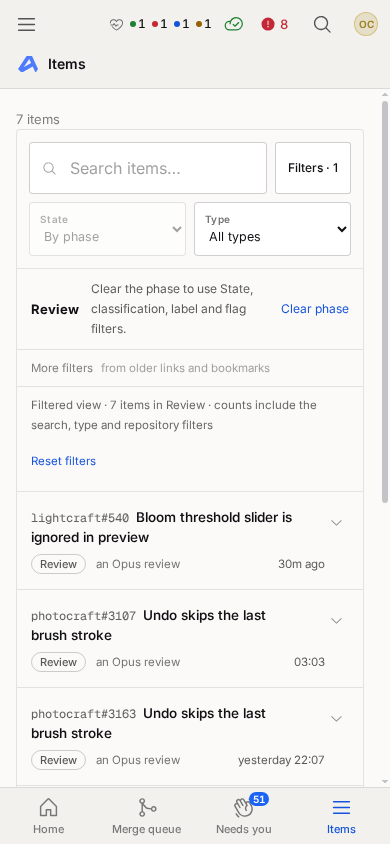 1 1 1 1 8 OC
Items
7 items
Search items...
Filters · 1
State
By phase
Type
All types
Review
Clear the phase to use State,
classification, label and flag
filters.
Clear phase
More filters from older links and bookmarks
Filtered view · 7 items in Review · counts include the
search, type and repository filters
Reset filters
lightcraft#540 Bloom threshold slider is
ignored in preview
Review an Opus review 30m ago
photocraft#3107 Undo skips the last
brush stroke
Review an Opus review 03:03
photocraft#3163 Undo skips the last
brush stroke
Review an Opus review yesterday 22:07
51
Home Merge queue Needs you Items